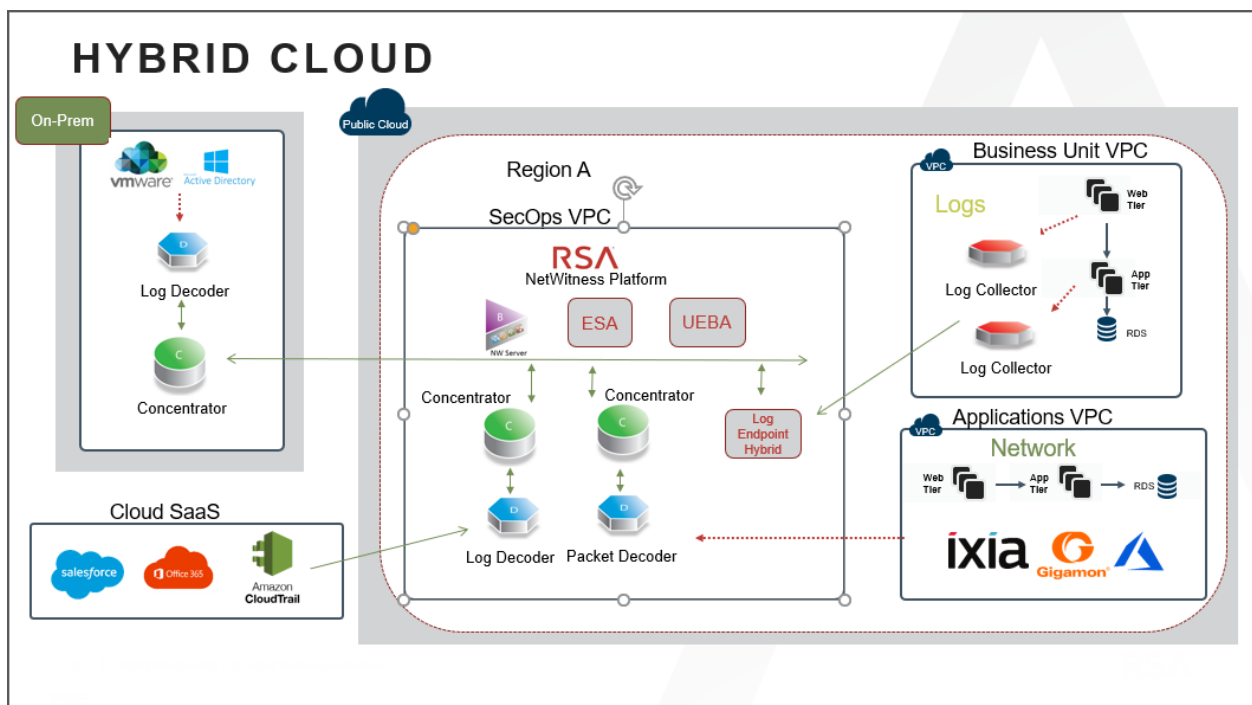 HYBRID CLOUD
On-Prem
vmware
Active Directory
D
Log Decoder
C
Concentrator
Cloud SaaS
salesforce
Office 365
Amazon
CloudTrail
Public Cloud
Region A
SecOps VPC
RSA
NetWitness Platform
B
NW Server
ESA
UEBA
Concentrator
C
Concentrator
C
Log
Endpoint
Hybrid
D
Log Decoder
D
Packet Decoder
Business Unit VPC
VPC
Logs
Web
Tier
Log Collector
App
Tier
RDS
Log Collector
Applications VPC
VPC
Network
Web
Tier
App
Tier
RDS
ixia
Gigamon®